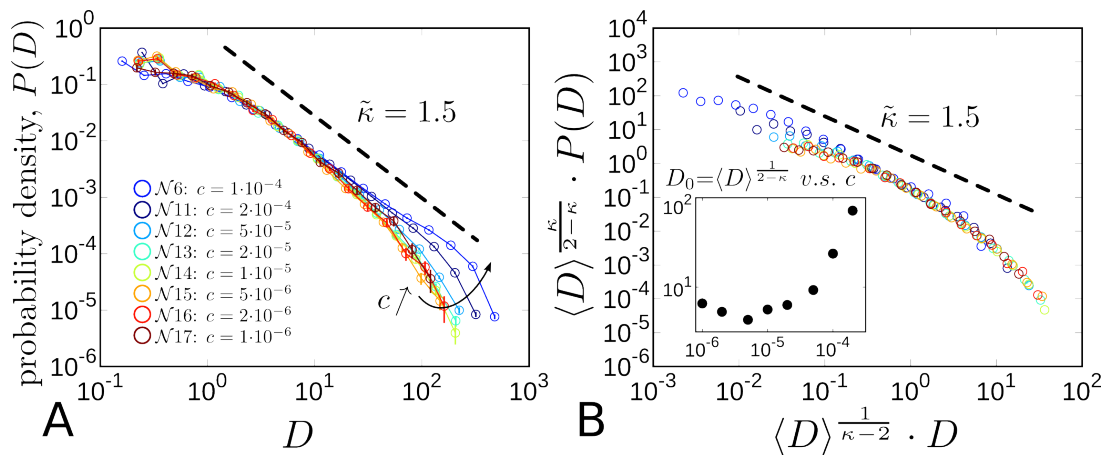 probability density, P(D)
10^0
10^{-1}
10^{-2}
10^{-3}
10^{-4}
10^{-5}
10^{-6}
κ̃ = 1.5
𝒩6: c = 1·10^{-4}
𝒩11: c = 2·10^{-4}
𝒩12: c = 5·10^{-5}
𝒩13: c = 2·10^{-5}
𝒩14: c = 1·10^{-5}
𝒩15: c = 5·10^{-6}
𝒩16: c = 2·10^{-6}
𝒩17: c = 1·10^{-6}
c↗
10^{-1} 10^0 10^1 10^2 10^3
A
D
⟨D⟩^{\frac{κ}{2−κ}} · P(D)
10^5
10^4
10^3
10^2
10^1
10^0
10^{-1}
10^{-2}
10^{-3}
10^{-4}
10^{-5}
10^{-6}
κ̃ = 1.5
D_0=⟨D⟩^{\frac{1}{2−κ}} v.s. c
10^2
10^1
10^{-6} 10^{-5} 10^{-4}
10^{-3} 10^{-2} 10^{-1} 10^0 10^1 10^2
B
⟨D⟩^{\frac{1}{κ−2}} · D